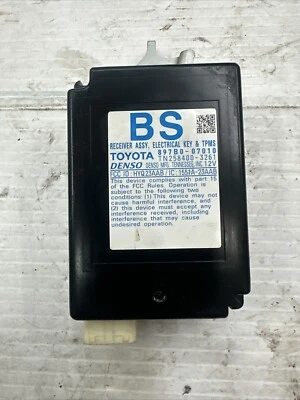 BS
RECEIVER ASSY, ELECTRICAL KEY & TPMS
TOYOTA 897B0-07010
TN258400-3261
DENSO DENSO MFG. TENNESSEE, INC. 12V
FCC ID: HYQ23AAB/IC: 1551A-23AAB
This device complies with part 15
of the FCC Rules. Operation is
subject to the following two
conditions: (1) This device may not
cause harmful interference, and
(2) this device must accept any
interference received, including
interference that may cause
undesired operation.